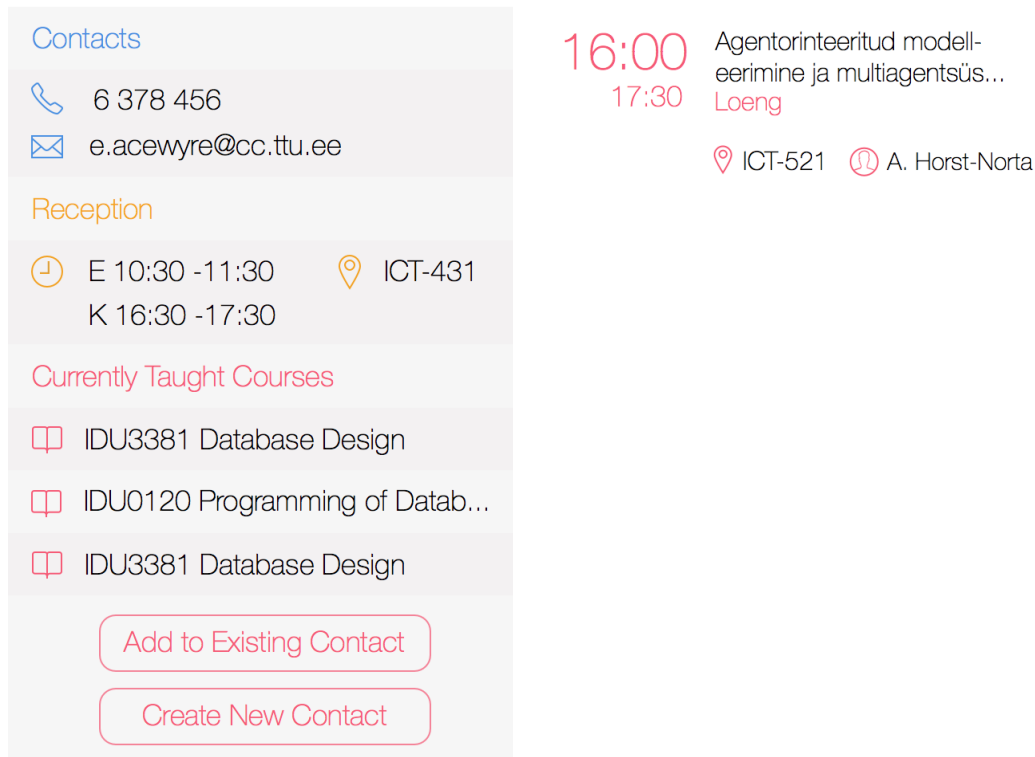 Contacts
6 378 456
e.acewyre@cc.ttu.ee
Reception
E 10:30 -11:30
ICT-431
K 16:30 -17:30
Currently Taught Courses
IDU3381 Database Design
IDU0120 Programming of Datab...
IDU3381 Database Design
Add to Existing Contact
Create New Contact
16:00
17:30
Agentorinteeritud modell-
eerimine ja multiagentsüs...
Loeng
ICT-521
A. Horst-Norta